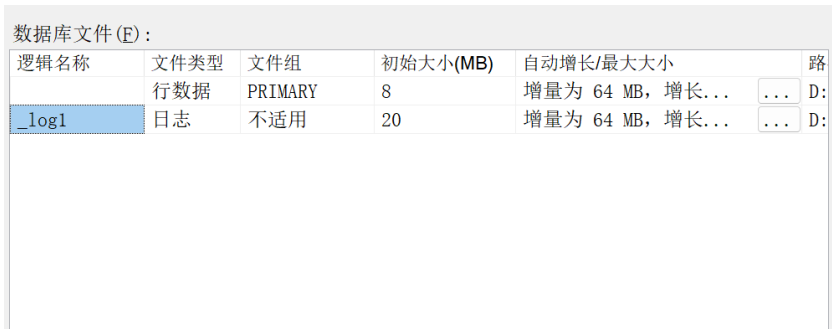 数据库文件(F):
逻辑名称 文件类型 文件组 初始大小(MB) 自动增长/最大大小 路
行数据 PRIMARY 8 增量为 64 MB，增长... ... D:
_log1 日志 不适用 20 增量为 64 MB，增长... ... D: